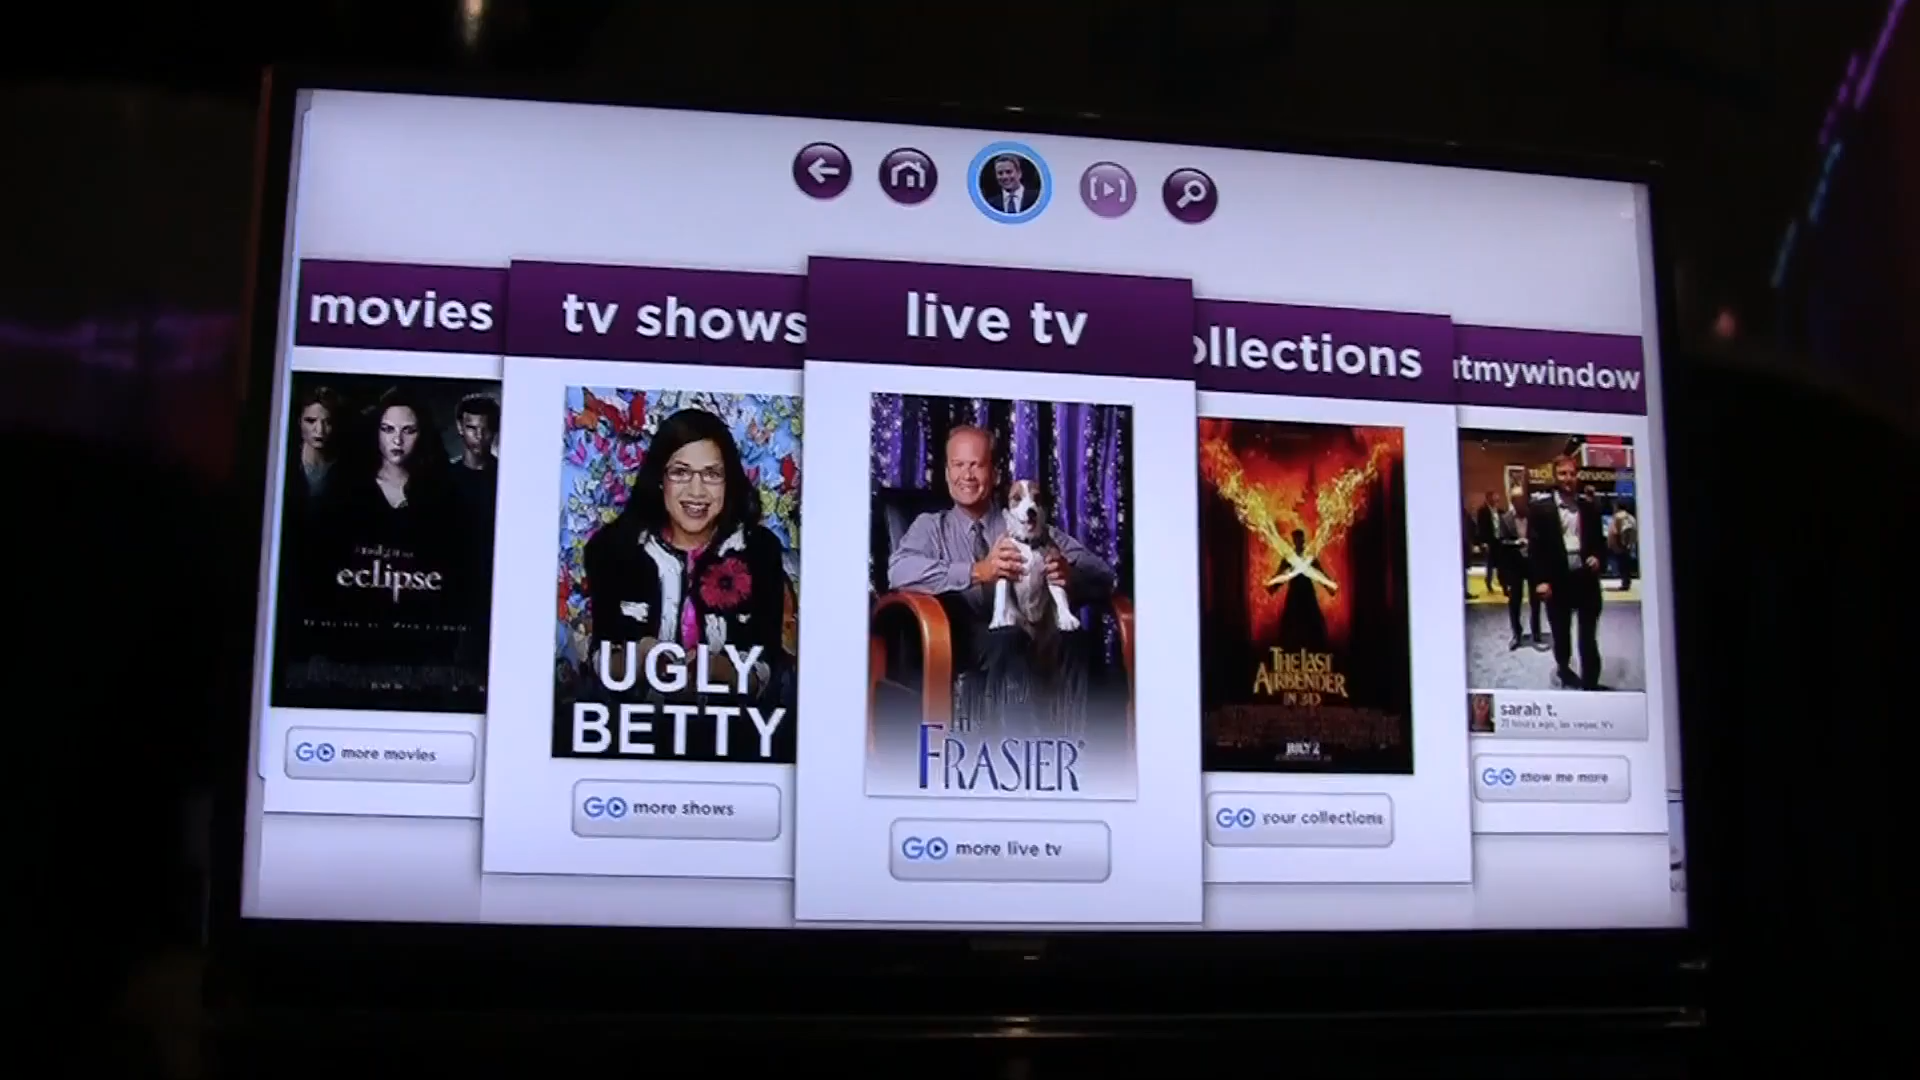 movies
tv shows
live tv
ollections
tmywindow
eclipse
UGLY
BETTY
FRASIER
THE LAST
AIRBENDER
IN 3D
JULY 2
sarah t.
GO more movies
GO more shows
GO more live tv
GO your collections
GO show me more